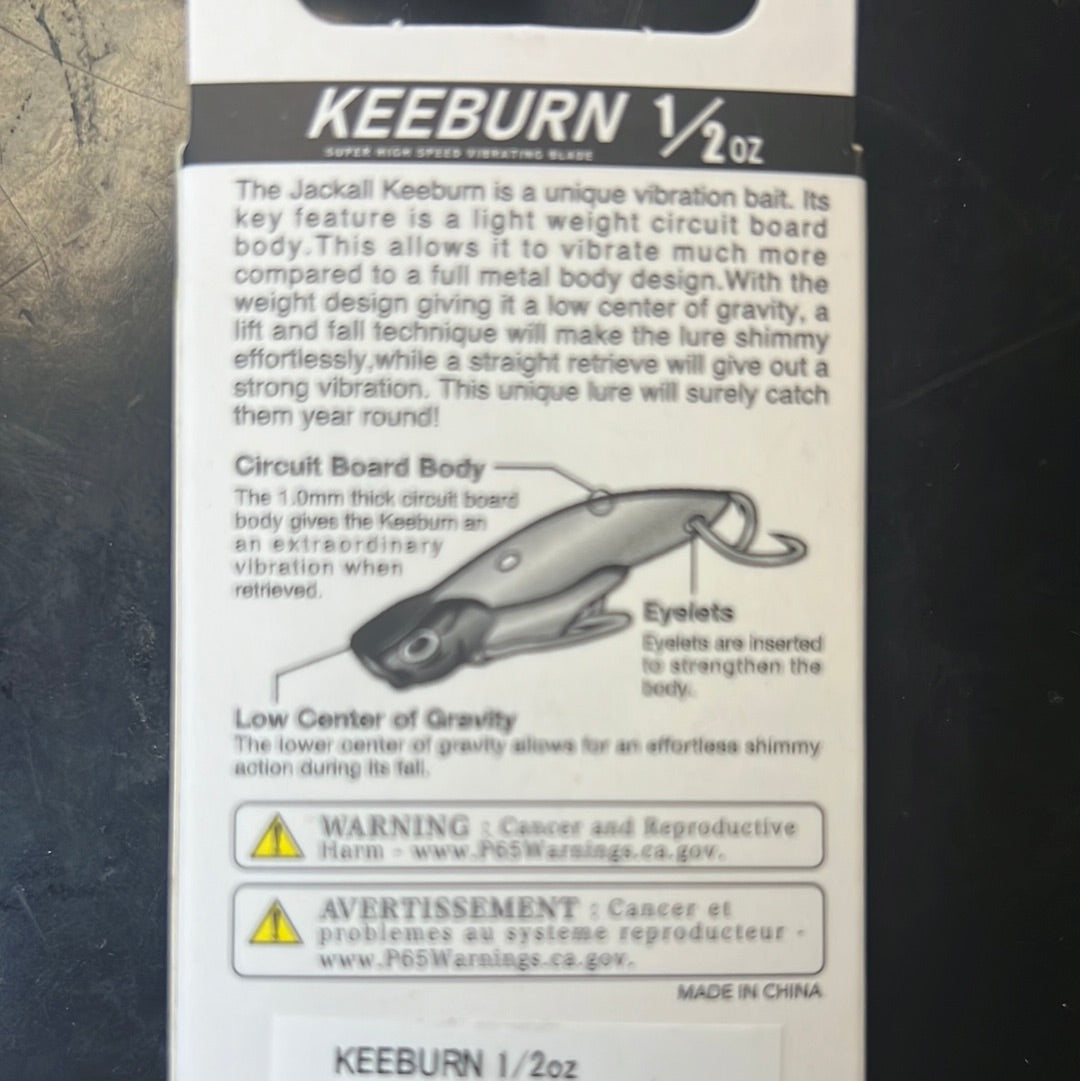 KEEBURN 1/2oz
SUPER HIGH SPEED VIBRATING BLADE
The Jackall Keeburn is a unique vibration bait. Its
key feature is a light weight circuit board
body.This allows it to vibrate much more
compared to a full metal body design.With the
weight design giving it a low center of gravity, a
lift and fall technique will make the lure shimmy
effortlessly,while a straight retrieve will give out a
strong vibration. This unique lure will surely catch
them year round!
Circuit Board Body
The 1.0mm thick circuit board
body gives the Keeburn an
an extraordinary
vibration when
retrieved.
Eyelets
Eyelets are inserted
to strengthen the
body.
Low Center of Gravity
The lower center of gravity allows for an effortless shimmy
action during its fall.
WARNING : Cancer and Reproductive
Harm - www.P65Warnings.ca.gov.
AVERTISSEMENT : Cancer et
problemes au systeme reproducteur -
www.P65Warnings.ca.gov.
MADE IN CHINA
KEEBURN 1/2oz